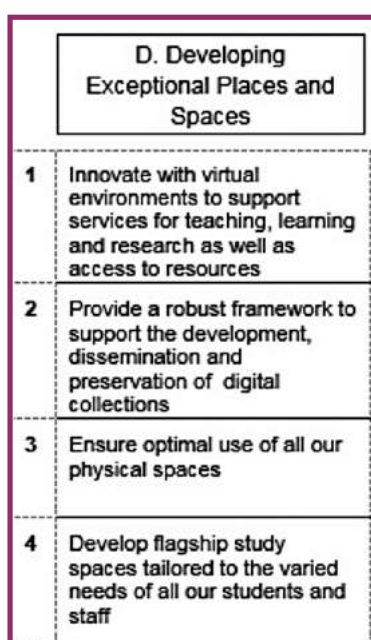 D. Developing
Exceptional Places and
Spaces
1 Innovate with virtual
environments to support
services for teaching, learning
and research as well as
access to resources
2 Provide a robust framework to
support the development,
dissemination and
preservation of digital
collections
3 Ensure optimal use of all our
physical spaces
4 Develop flagship study
spaces tailored to the varied
needs of all our students and
staff